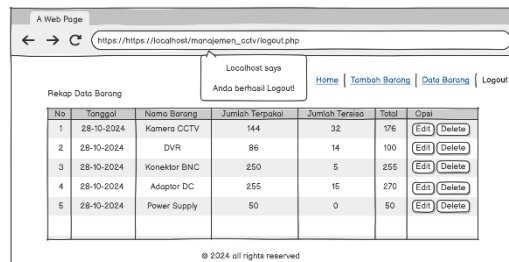 A Web Page
https://https://localhost/manajemen_cctv/logout.php
Localhost says
Anda berhasil Logout!
Home | Tambah Barang | Data Barang | Logout
Rekap Data Barang
No Tanggal Nama Barang Jumlah Terpakai Jumlah Tersisa Total Opsi
1 28-10-2024 Kamera CCTV 144 32 176 Edit Delete
2 28-10-2024 DVR 86 14 100 Edit Delete
3 28-10-2024 Konektor BNC 250 5 255 Edit Delete
4 28-10-2024 Adaptor DC 255 15 270 Edit Delete
5 28-10-2024 Power Supply 50 0 50 Edit Delete
© 2024 all rights reserved